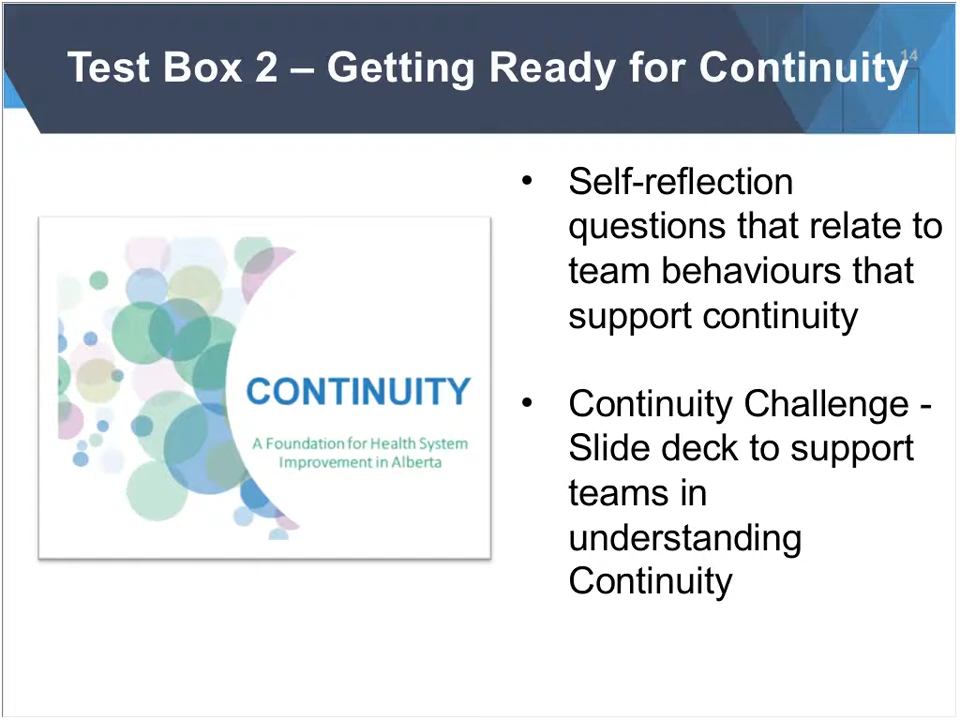 Test Box 2 – Getting Ready for Continuity
14
• Self-reflection
questions that relate to
team behaviours that
support continuity
• Continuity Challenge -
Slide deck to support
teams in
understanding
Continuity
CONTINUITY
A Foundation for Health System
Improvement in Alberta